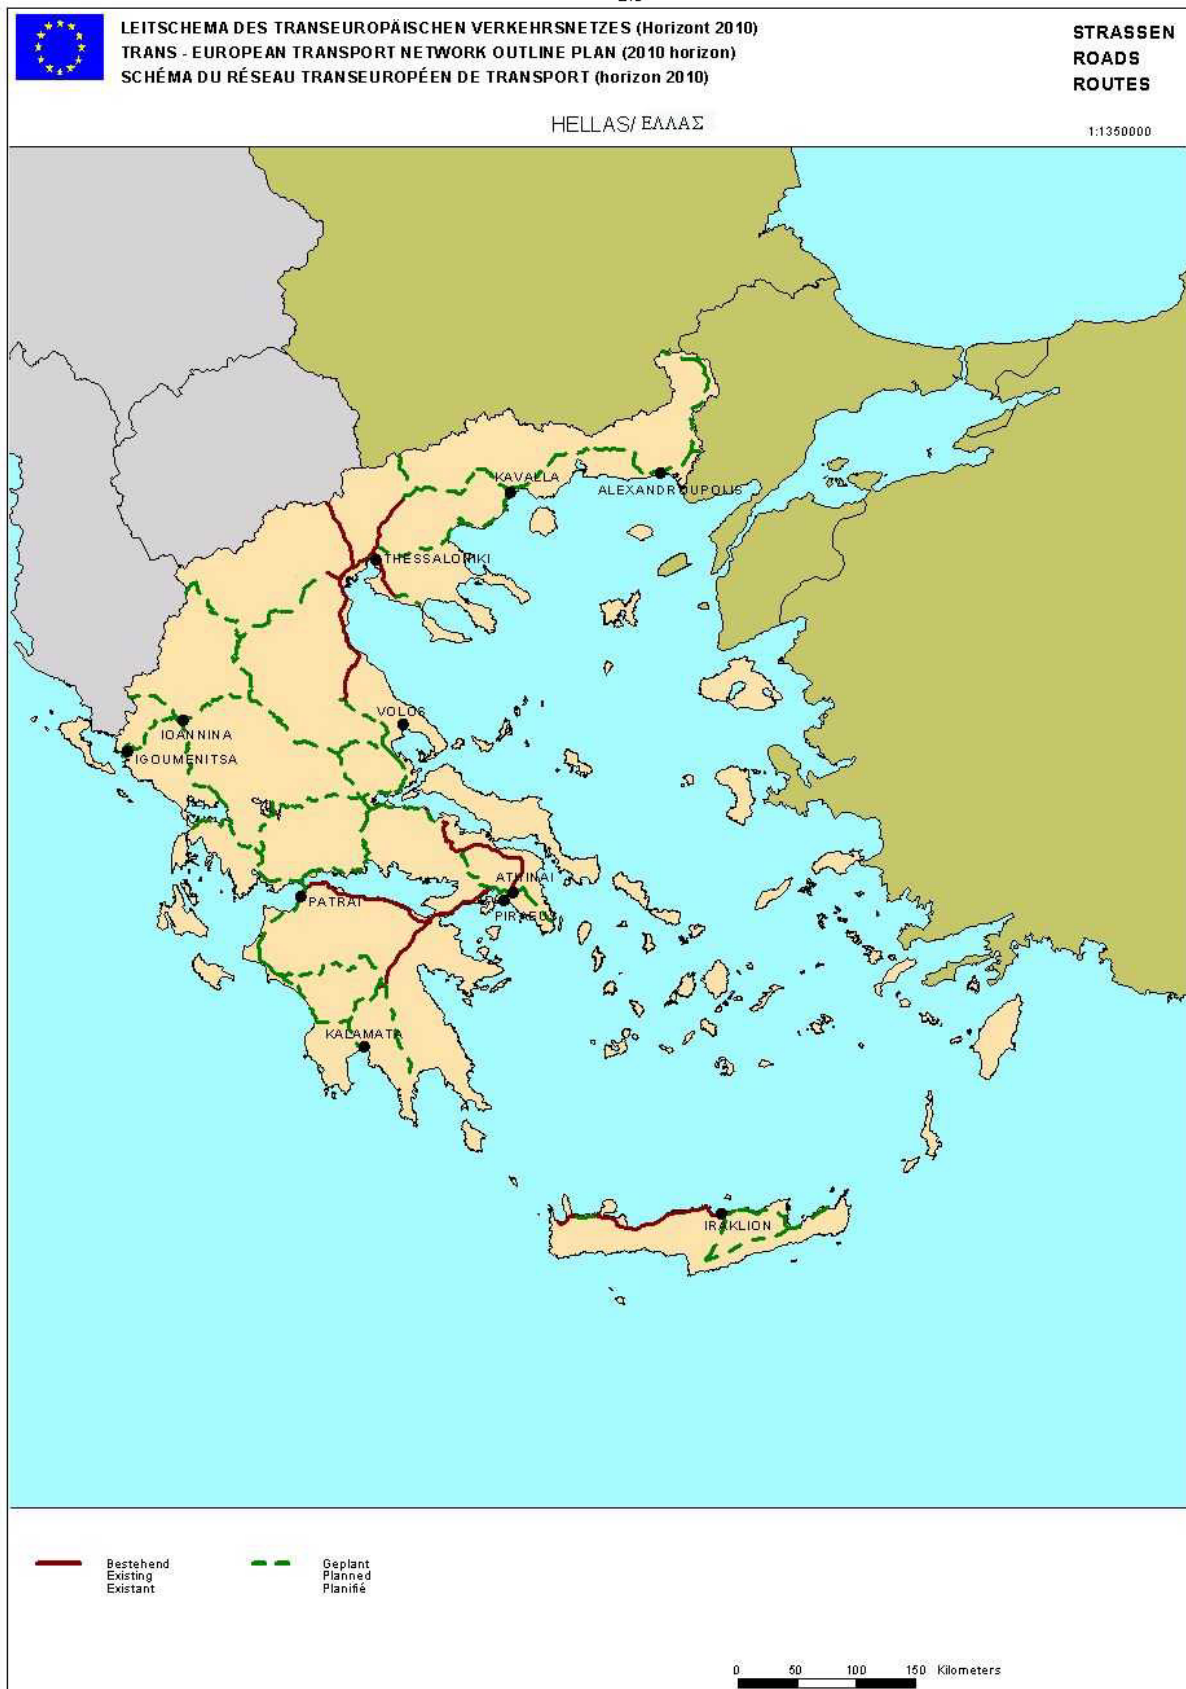 LEITSCHEMA DES TRANSEUROPÄISCHEN VERKEHRSNETZES (Horizont 2010)
TRANS - EUROPEAN TRANSPORT NETWORK OUTLINE PLAN (2010 horizon)
SCHÉMA DU RÉSEAU TRANSEUROPÉEN DE TRANSPORT (horizon 2010)
STRASSEN
ROADS
ROUTES
HELLAS/ ΕΛΛΑΣ
1:1350000
KAVALLA
ALEXANDROUPOLIS
THESSALONIKI
VOLOS
IOANNINA
IGOUMENITSA
ATHINAI
PATRAI
PIRAEUS
KALAMATA
IRAKLION
Bestehend
Existing
Existant
Geplant
Planned
Planifié
0 50 100 150 Kilometers